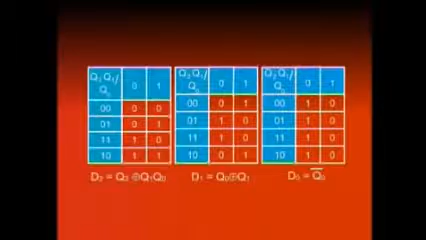 Q₂Q₁/Q₀ 0 1
00 0 0
01 0 1
11 1 0
10 1 1
D₂ = Q₂ ⊕Q₁Q₀
Q₂Q₁/Q₀ 0 1
00 0 1
01 1 0
11 1 0
10 0 1
D₁ = Q₀⊕Q₁
Q₂Q₁/Q₀ 0 1
00 1 0
01 1 0
11 1 0
10 1 0
D₀ = Q̅₀